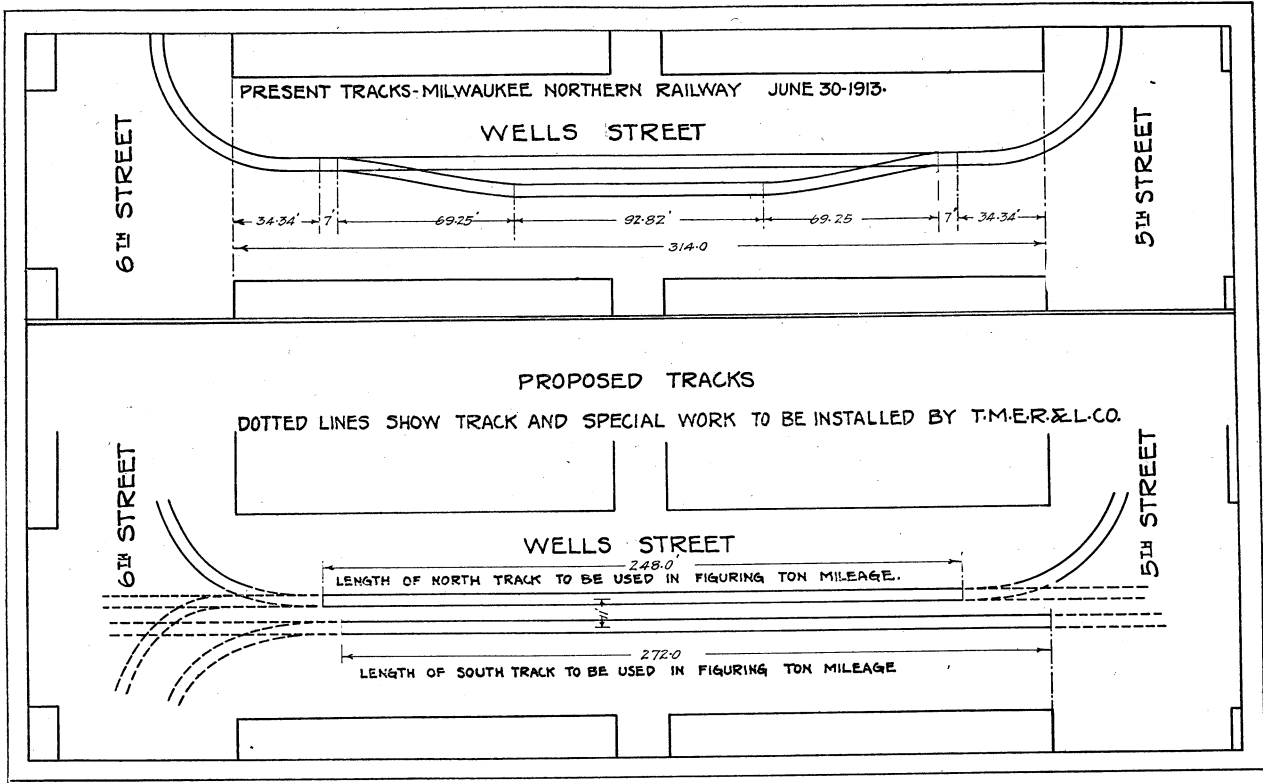 PRESENT TRACKS-MILWAUKEE NORTHERN RAILWAY JUNE 30-1913.
WELLS STREET
6TH STREET
5TH STREET
34.34' 7' 69.25' 92.82' 69.25 7' 34.34'
314.0
PROPOSED TRACKS
DOTTED LINES SHOW TRACK AND SPECIAL WORK TO BE INSTALLED BY T.M.E.R.&L.CO.
6TH STREET
5TH STREET
WELLS STREET
248.0'
LENGTH OF NORTH TRACK TO BE USED IN FIGURING TON MILEAGE.
272.0
LENGTH OF SOUTH TRACK TO BE USED IN FIGURING TON MILEAGE